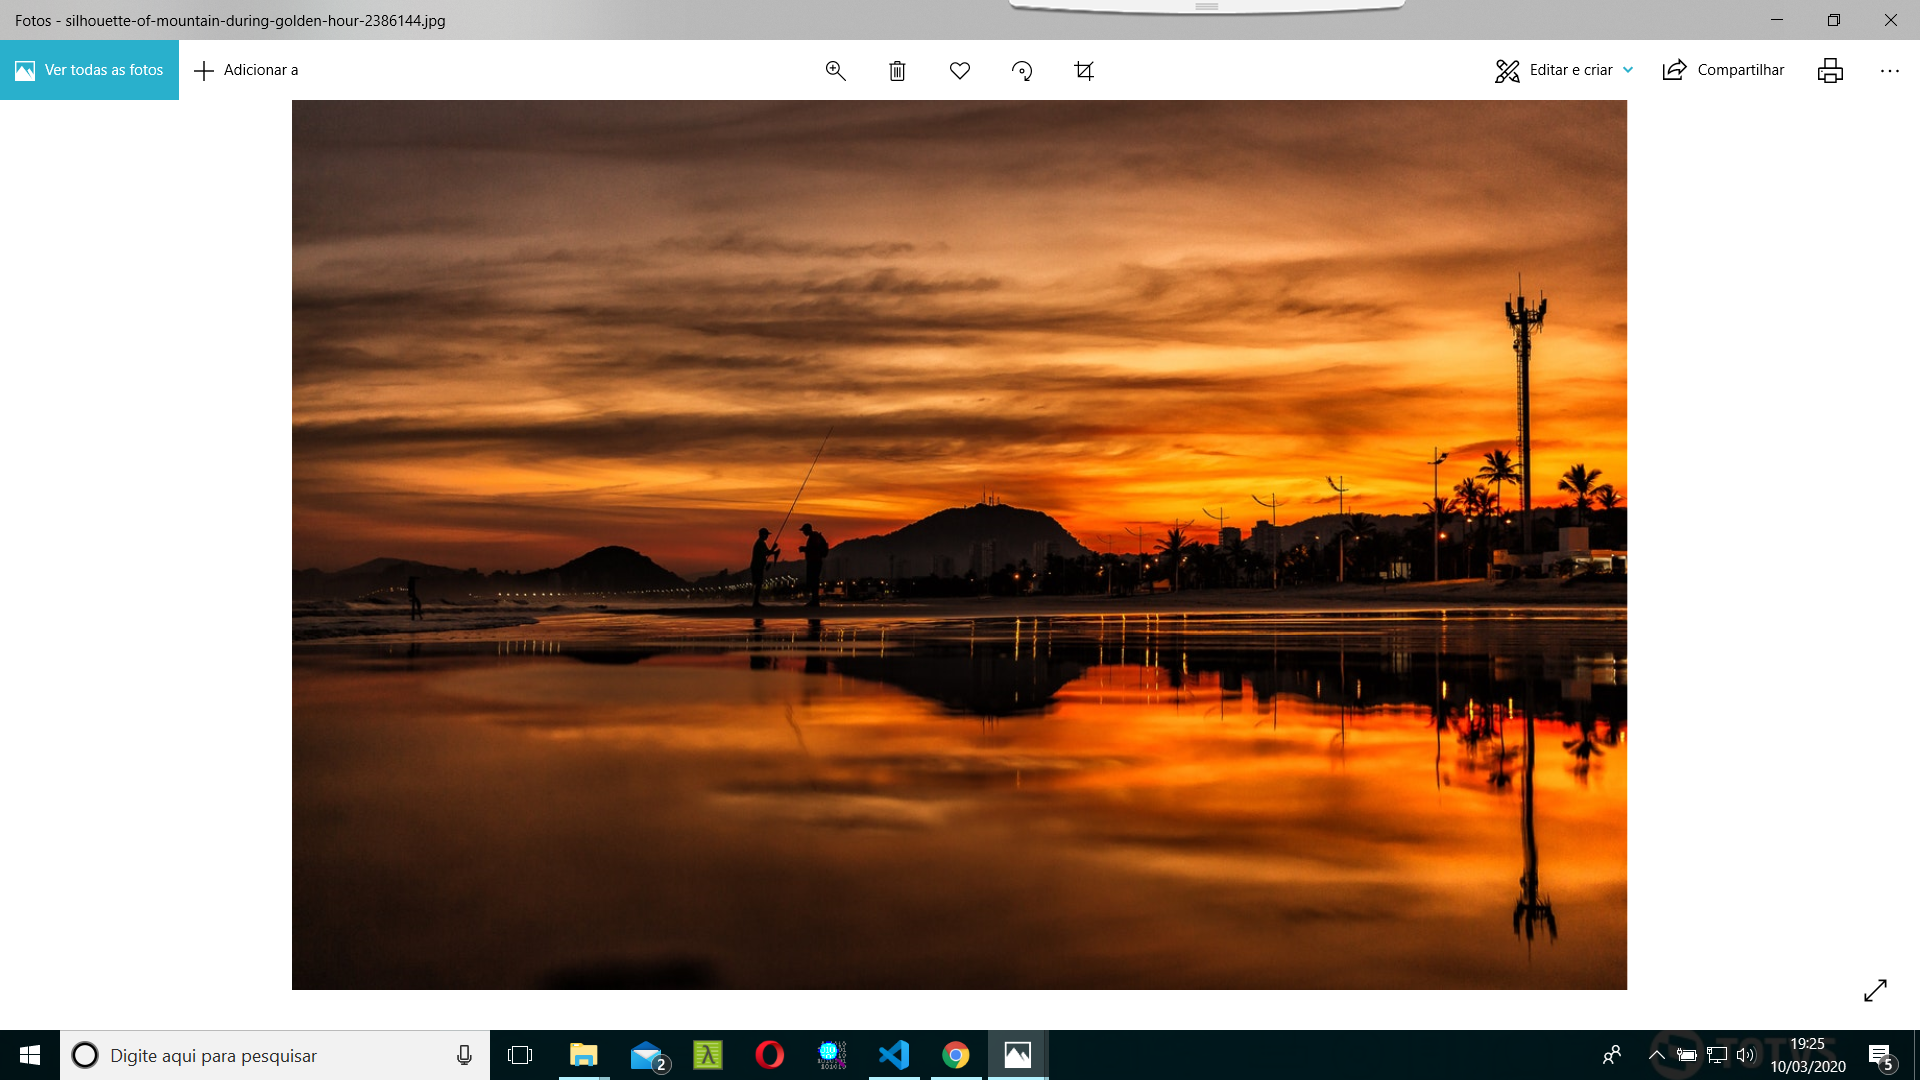 Fotos - silhouette-of-mountain-during-golden-hour-2386144.jpg
Ver todas as fotos
Adicionar a
Editar e criar
Compartilhar
Digite aqui para pesquisar
2
19:25
10/03/2020
5